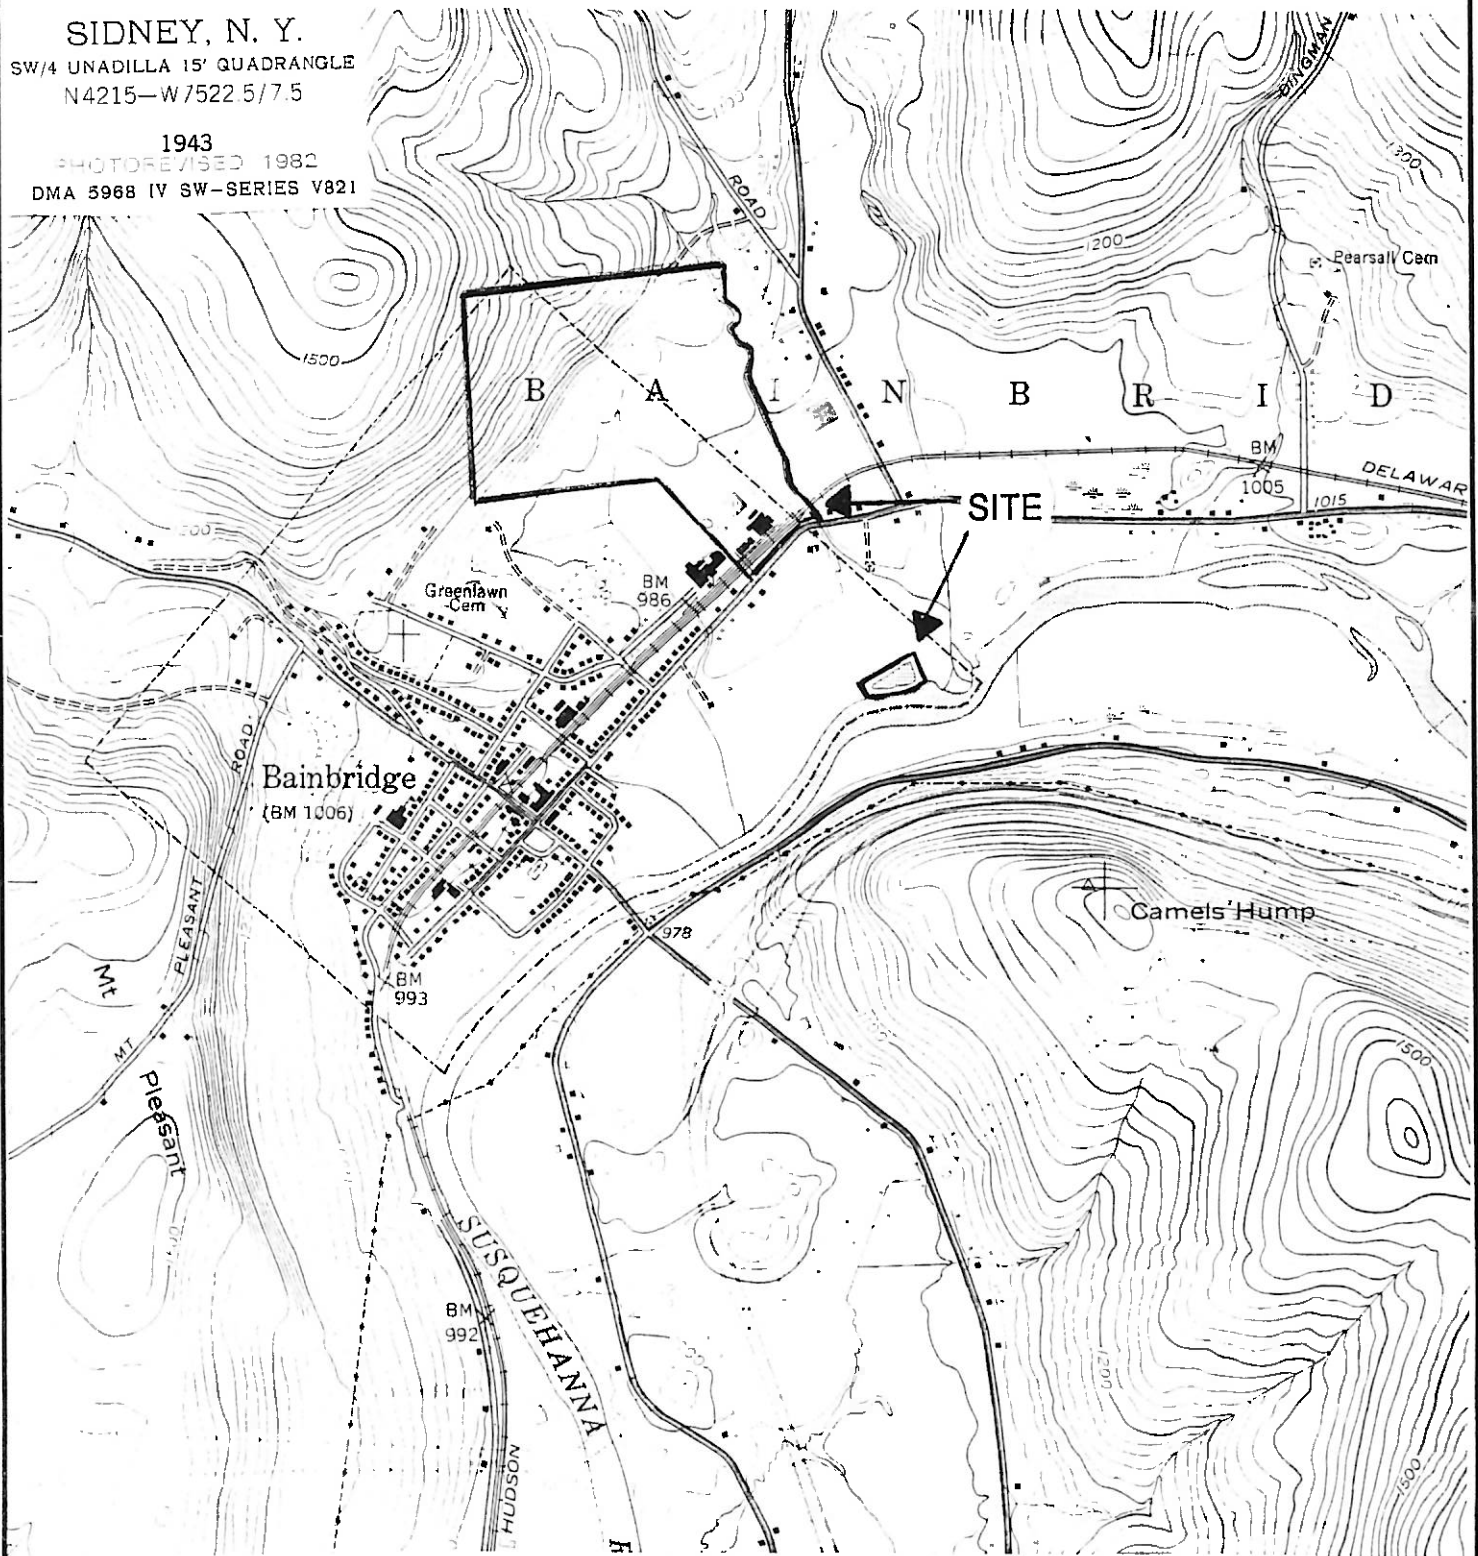 SIDNEY, N. Y.
SW/4 UNADILLA 15' QUADRANGLE
N4215—W7522.5/7.5
1943
PHOTOREVISED 1982
DMA 5968 IV SW-SERIES V821
DINGMAN
1300
ROAD
1200
Pearsall Cem
1500
B A I N B R I D
BM
1005
DELAWAR
1015
SITE
BM
986
Greenlawn
Cem
ROAD
Bainbridge
(BM 1006)
PLEASANT
Camels' Hump
978
BM
993
Mt
MT
Pleasant
1500
SUSQUEHANNA
BM
992
1200
HUDSON
1500